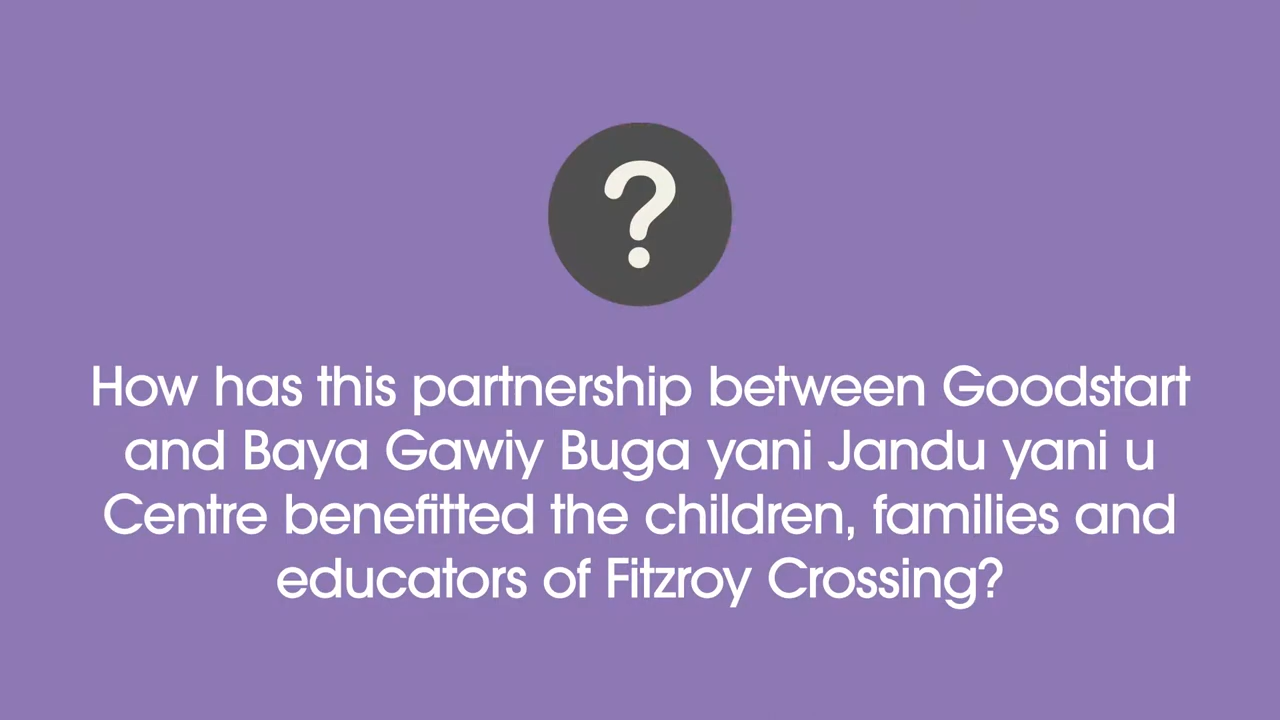 ?
How has this partnership between Goodstart
and Baya Gawiy Buga yani Jandu yani u
Centre benefitted the children, families and
educators of Fitzroy Crossing?